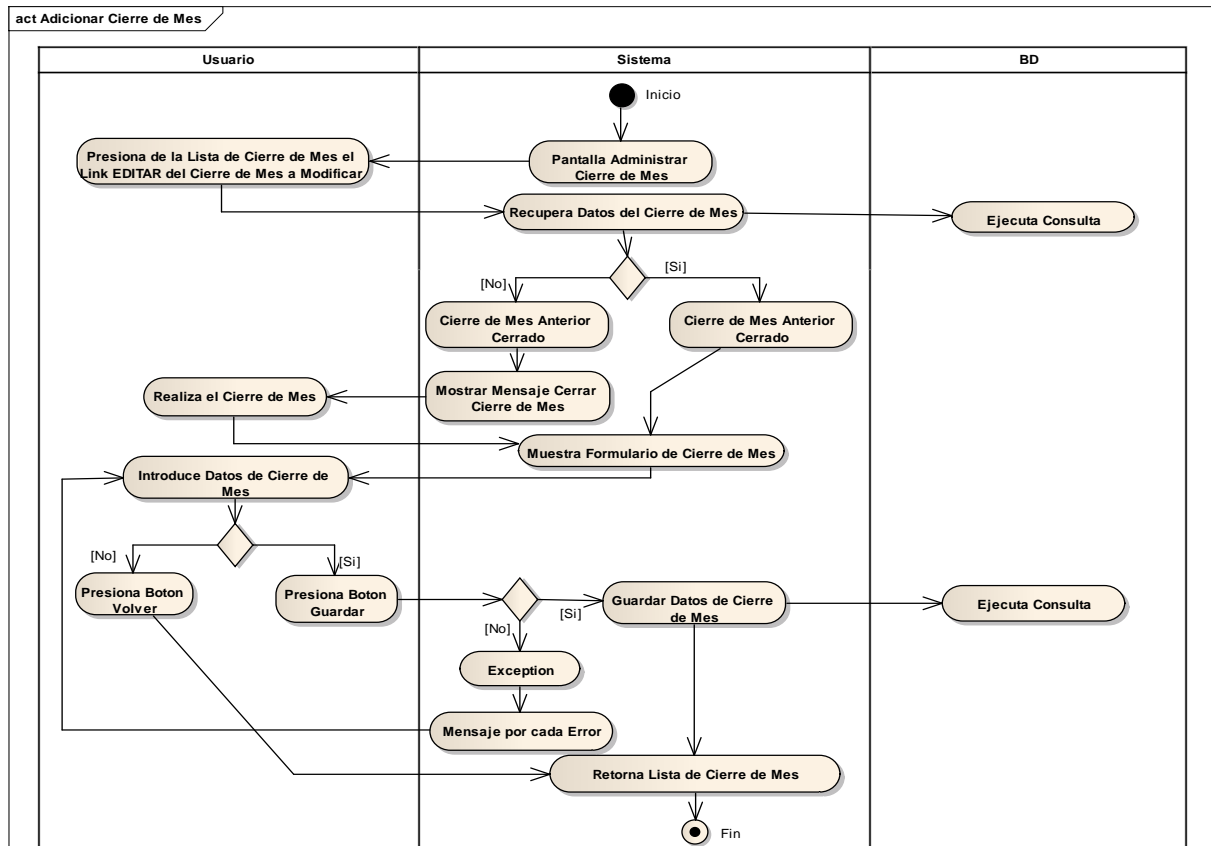 act Adicionar Cierre de Mes
Usuario
Sistema
BD
Inicio
Presiona de la Lista de Cierre de Mes el
Link EDITAR del Cierre de Mes a Modificar
Pantalla Administrar
Cierre de Mes
Recupera Datos del Cierre de Mes
Ejecuta Consulta
[No]
[Si]
Cierre de Mes Anterior
Cerrado
Cierre de Mes Anterior
Cerrado
Realiza el Cierre de Mes
Mostrar Mensaje Cerrar
Cierre de Mes
Muestra Formulario de Cierre de Mes
Introduce Datos de Cierre de
Mes
[No]
[Si]
Presiona Boton
Volver
Presiona Boton
Guardar
[Si]
[No]
Guardar Datos de Cierre
de Mes
Ejecuta Consulta
Exception
Mensaje por cada Error
Retorna Lista de Cierre de Mes
Fin